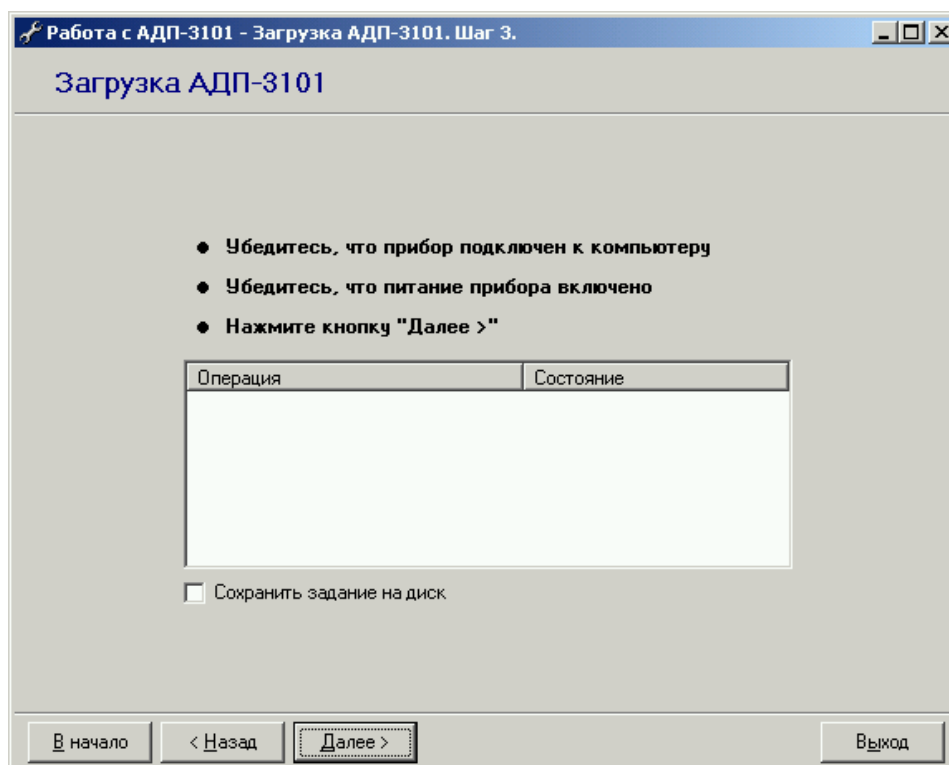 Работа с АДП-3101 - Загрузка АДП-3101. Шаг 3.
Загрузка АДП-3101
● Убедитесь, что прибор подключен к компьютеру
● Убедитесь, что питание прибора включено
● Нажмите кнопку "Далее >"
Операция Состояние
Сохранить задание на диск
В начало < Назад Далее > Выход